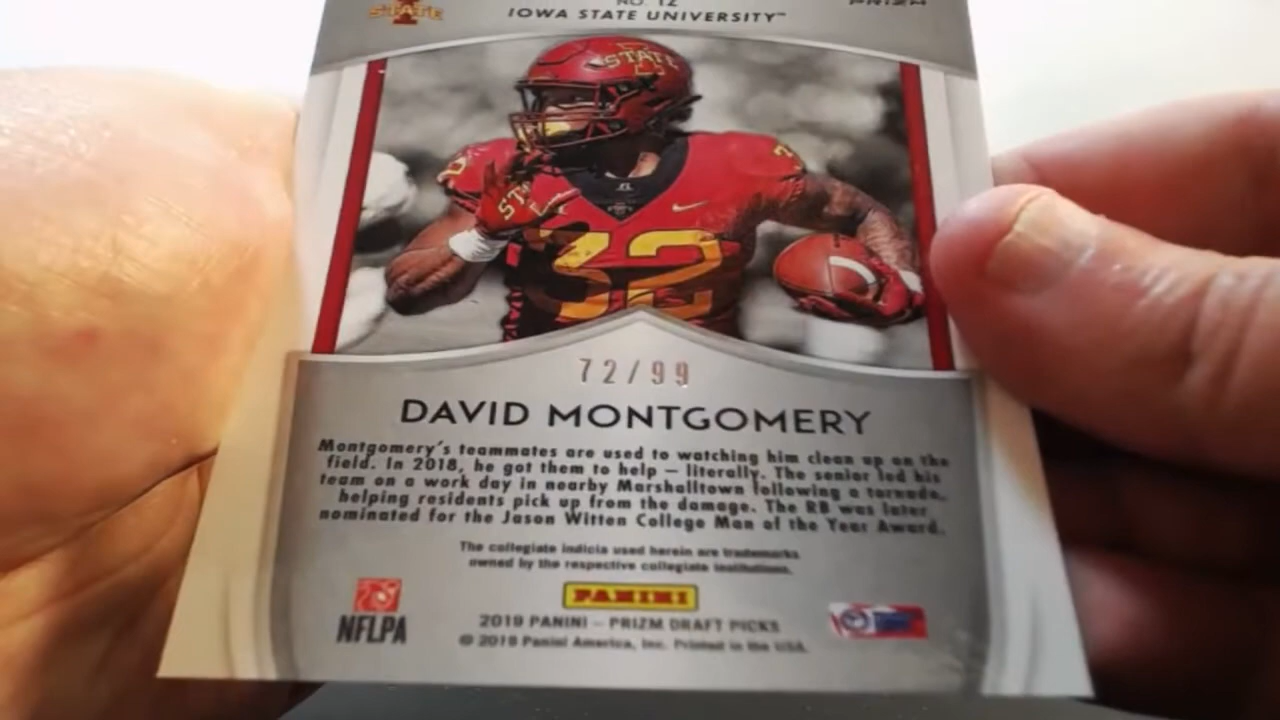 NO. 12
STATE
IOWA STATE UNIVERSITY™
PRIZM
STATE
32
72/99
DAVID MONTGOMERY
Montgomery's teammates are used to watching him clean up on the
field. In 2018, he got them to help – literally. The senior led his
team on a work day in nearby Marshalltown following a tornado,
helping residents pick up from the damage. The RB was later
nominated for the Jason Witten College Man of the Year Award.
The collegiate indicia used herein are trademarks
owned by the respective collegiate institutions.
PANINI
NFLPA
2019 PANINI – PRIZM DRAFT PICKS
© 2019 Panini America, Inc. Printed in the USA.